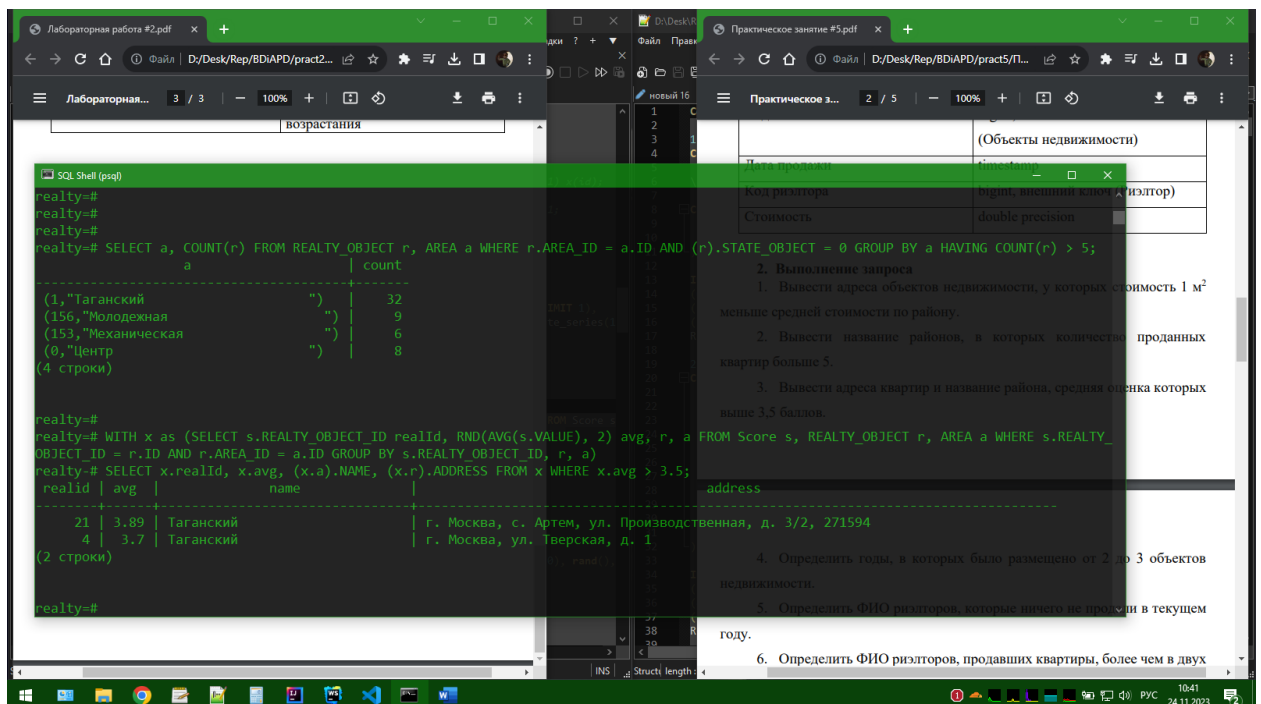 Лабораторная работа #2.pdf
Файл | D:/Desk/Rep/BDiAPD/pract2...
Лабораторная... 3 / 3 | — 100% +
возрастания
D:\Desk\R
дки ? +
Файл Правк
новый 16
Практическое занятие #5.pdf
Файл | D:/Desk/Rep/BDiAPD/pract5/П...
Практическое з... 2 / 5 | — 100% +
(Объекты недвижимости)
Дата продажи timestamp
Код риэлтора bigint, внешний ключ (Риэлтор)
Стоимость double precision
2. Выполнение запроса
1. Вывести адреса объектов недвижимости, у которых стоимость 1 м2
меньше средней стоимости по району.
2. Вывести название районов, в которых количество проданных
квартир больше 5.
3. Вывести адреса квартир и название района, средняя оценка которых
выше 3,5 баллов.
4. Определить годы, в которых было размещено от 2 до 3 объектов
недвижимости.
5. Определить ФИО риэлторов, которые ничего не продали в текущем
году.
6. Определить ФИО риэлторов, продавших квартиры, более чем в двух
SQL Shell (psql)
realty=#
realty=#
realty=#
realty=# SELECT a, COUNT(r) FROM REALTY_OBJECT r, AREA a WHERE r.AREA_ID = a.ID AND (r).STATE_OBJECT = 0 GROUP BY a HAVING COUNT(r) > 5;
a | count
(1,"Таганский ") | 32
(156,"Молодежная ") | 9
(153,"Механическая ") | 6
(0,"Центр ") | 8
(4 строки)
realty=#
realty=# WITH x as (SELECT s.REALTY_OBJECT_ID realId, RND(AVG(s.VALUE), 2) avg, r, a FROM Score s, REALTY_OBJECT r, AREA a WHERE s.REALTY_
OBJECT_ID = r.ID AND r.AREA_ID = a.ID GROUP BY s.REALTY_OBJECT_ID, r, a)
realty-# SELECT x.realId, x.avg, (x.a).NAME, (x.r).ADDRESS FROM x WHERE x.avg > 3.5;
realid | avg | name | address
21 | 3.89 | Таганский | г. Москва, с. Артем, ул. Производственная, д. 3/2, 271594
4 | 3.7 | Таганский | г. Москва, ул. Тверская, д. 1
(2 строки)
realty=#
38
INS
Structu length :
РУС
10:41
24.11.2023